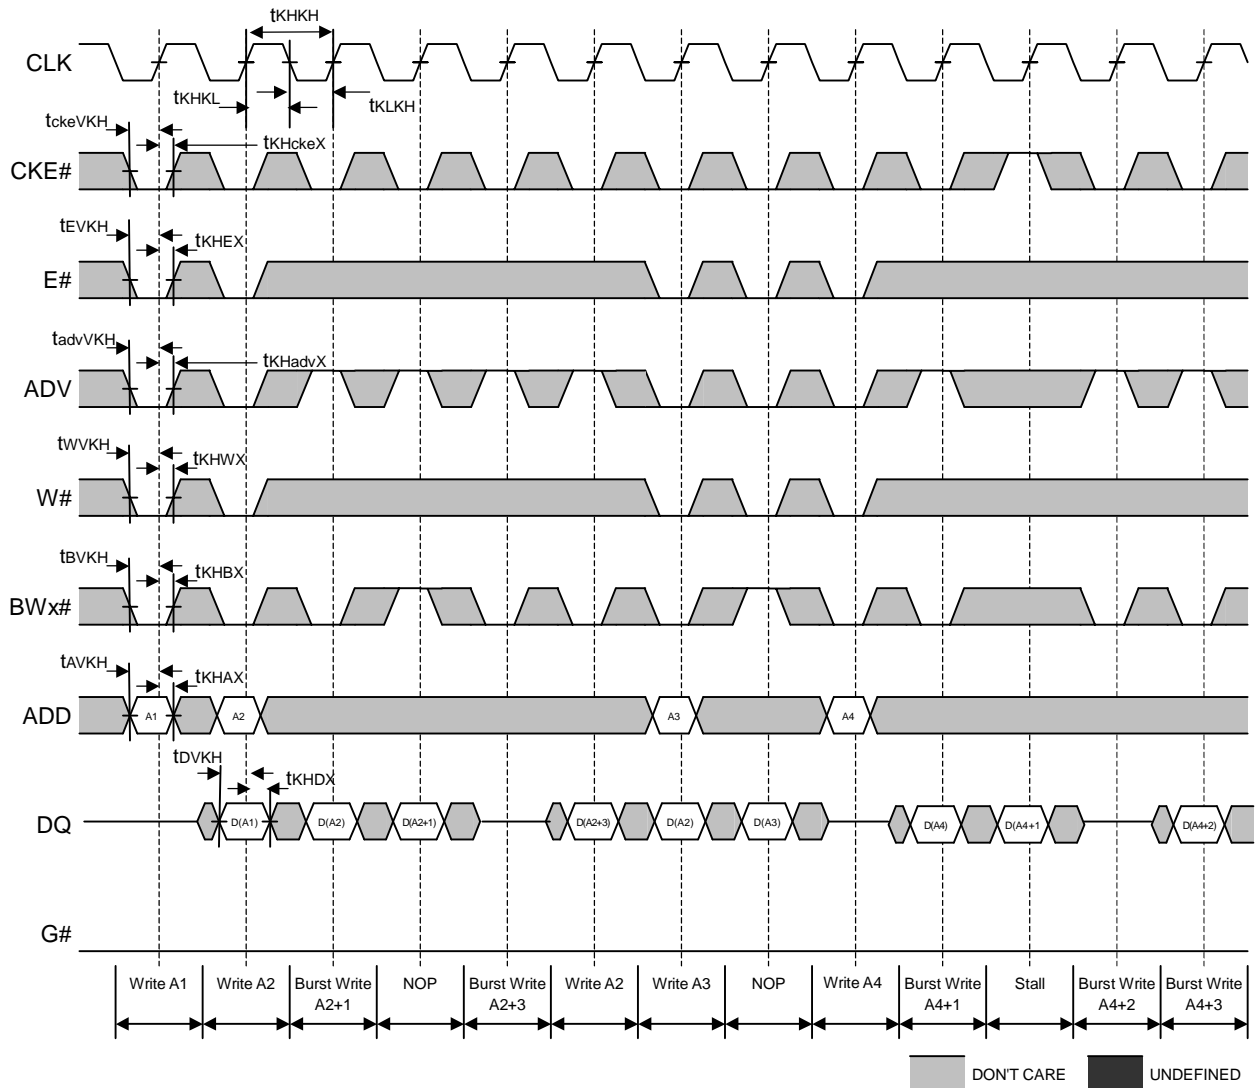 tKHKH
CLK
tKHKL
tKLKH
tckeVKH
tKHckeX
CKE#
tEVKH
tKHEX
E#
tadvVKH
tKHadvX
ADV
tWVKH
tKHWX
W#
tBVKH
tKHBX
BWx#
tAVKH
tKHAX
ADD
A1
A2
A3
A4
tDVKH
tKHDX
DQ
D(A1)
D(A2)
D(A2+1)
D(A2+3)
D(A2)
D(A3)
D(A4)
D(A4+1
D(A4+2)
G#
Write A1
Write A2
Burst Write
A2+1
NOP
Burst Write
A2+3
Write A2
Write A3
NOP
Write A4
Burst Write
A4+1
Stall
Burst Write
A4+2
Burst Write
A4+3
DON'T CARE
UNDEFINED